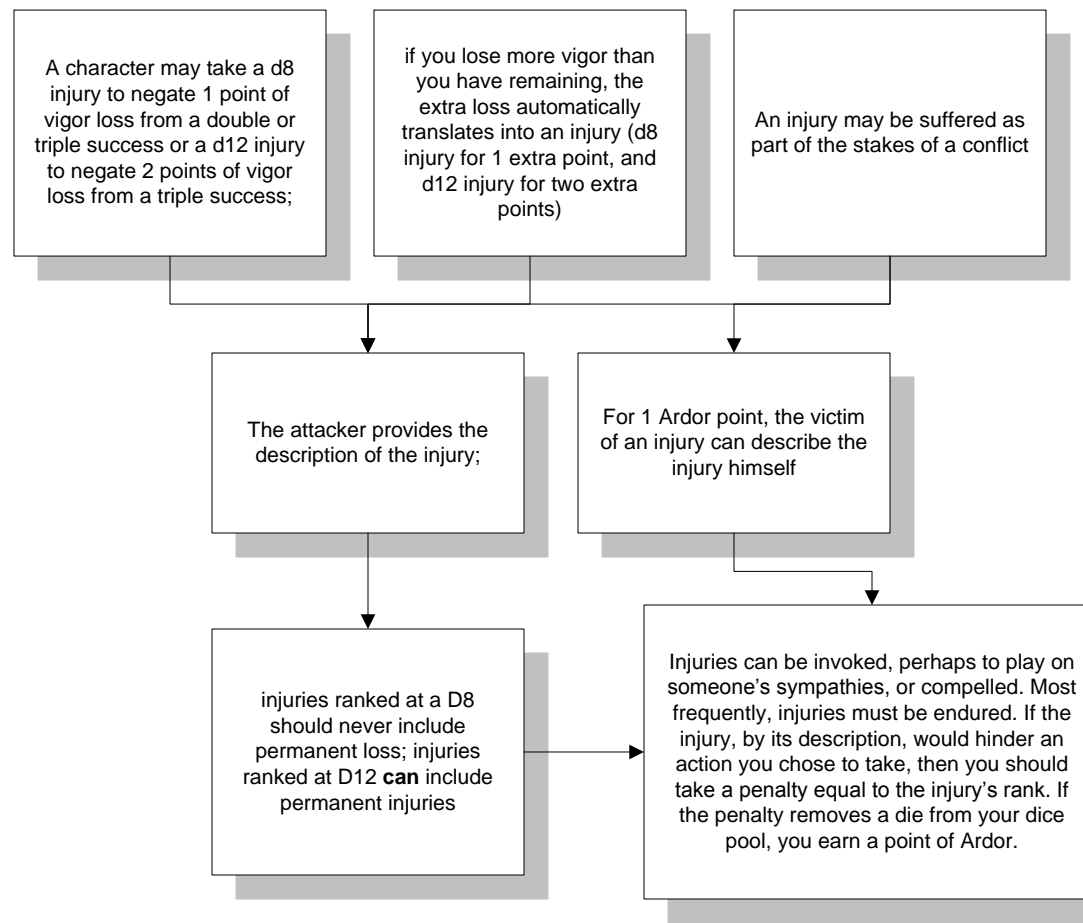 A character may take a d8
injury to negate 1 point of
vigor loss from a double or
triple success or a d12 injury
to negate 2 points of vigor
loss from a triple success;
if you lose more vigor than
you have remaining, the
extra loss automatically
translates into an injury (d8
injury for 1 extra point, and
d12 injury for two extra
points)
An injury may be suffered as
part of the stakes of a conflict
The attacker provides the
description of the injury;
For 1 Ardor point, the victim
of an injury can describe the
injury himself
injuries ranked at a D8
should never include
permanent loss; injuries
ranked at D12 can include
permanent injuries
Injuries can be invoked, perhaps to play on
someone’s sympathies, or compelled. Most
frequently, injuries must be endured. If the
injury, by its description, would hinder an
action you chose to take, then you should
take a penalty equal to the injury’s rank. If
the penalty removes a die from your dice
pool, you earn a point of Ardor.